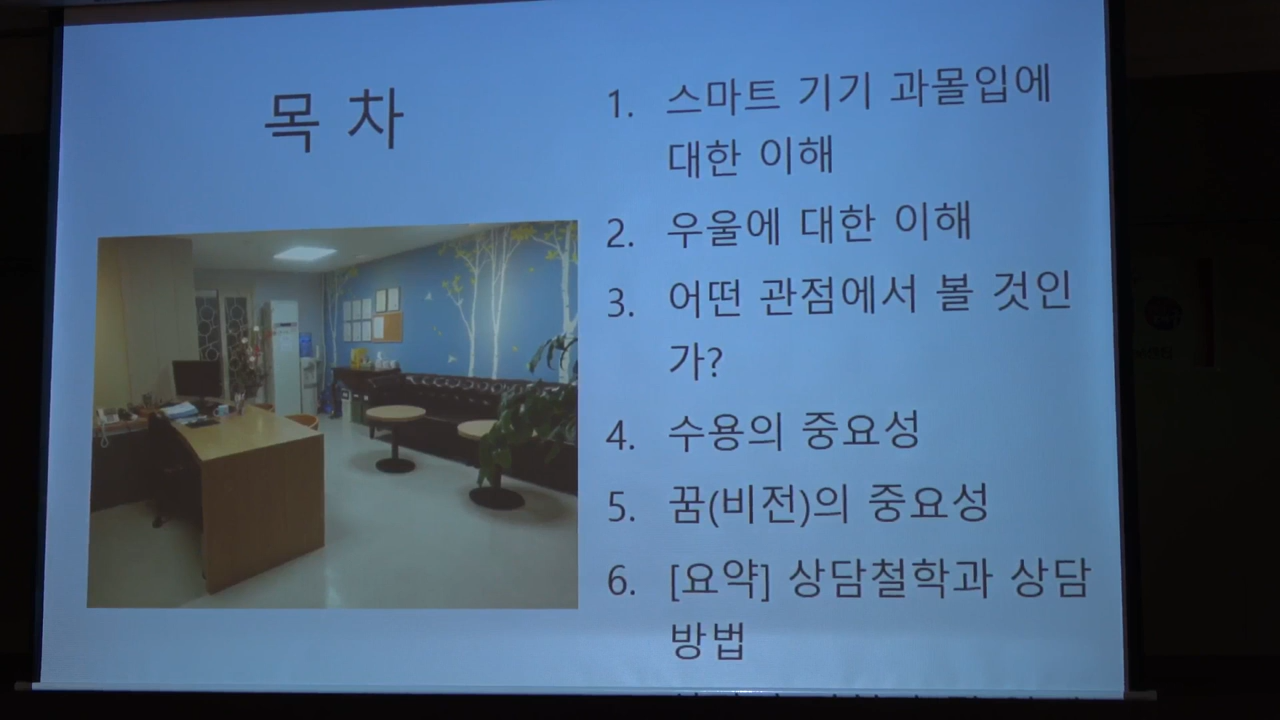 목 차
1. 스마트 기기 과몰입에
대한 이해
2. 우울에 대한 이해
3. 어떤 관점에서 볼 것인
가?
4. 수용의 중요성
5. 꿈(비전)의 중요성
6. [요약] 상담철학과 상담
방법